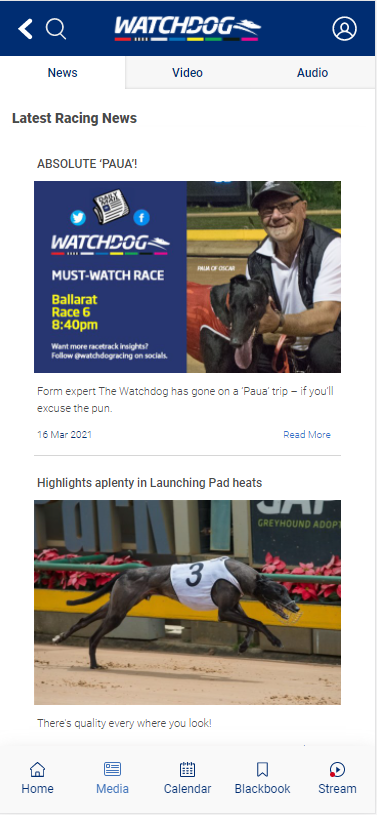 WATCHDOG
News Video Audio
Latest Racing News
ABSOLUTE ‘PAUA’!
DAILY MAIL
WATCHDOG
MUST-WATCH RACE
PAUA OF OSCAR
Ballarat
Race 6
8:40pm
Want more racetrack insights?
Follow @watchdogracing on socials.
Form expert The Watchdog has gone on a ‘Paua’ trip – if you’ll
excuse the pun.
16 Mar 2021 Read More
Highlights aplenty in Launching Pad heats
GAP
GREYHOUND ADOPT
3
There’s quality every where you look!
Home Media Calendar Blackbook Stream